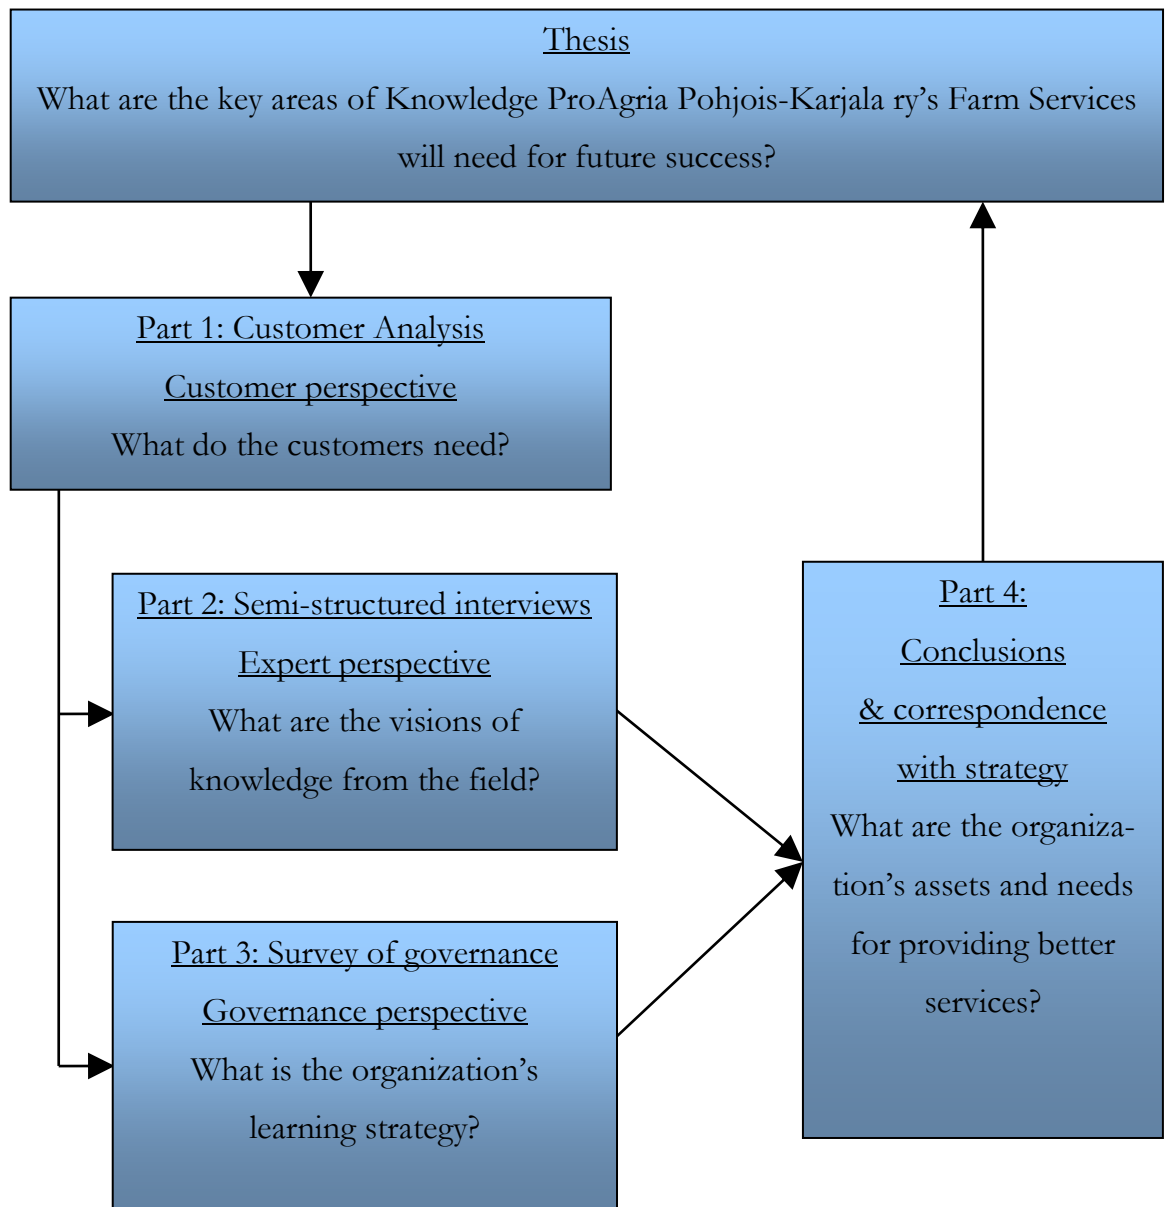 Thesis
What are the key areas of Knowledge ProAgria Pohjois-Karjala ry’s Farm Services
will need for future success?
Part 1: Customer Analysis
Customer perspective
What do the customers need?
Part 2: Semi-structured interviews
Expert perspective
What are the visions of
knowledge from the field?
Part 3: Survey of governance
Governance perspective
What is the organization’s
learning strategy?
Part 4:
Conclusions
& correspondence
with strategy
What are the organiza-
tion’s assets and needs
for providing better
services?